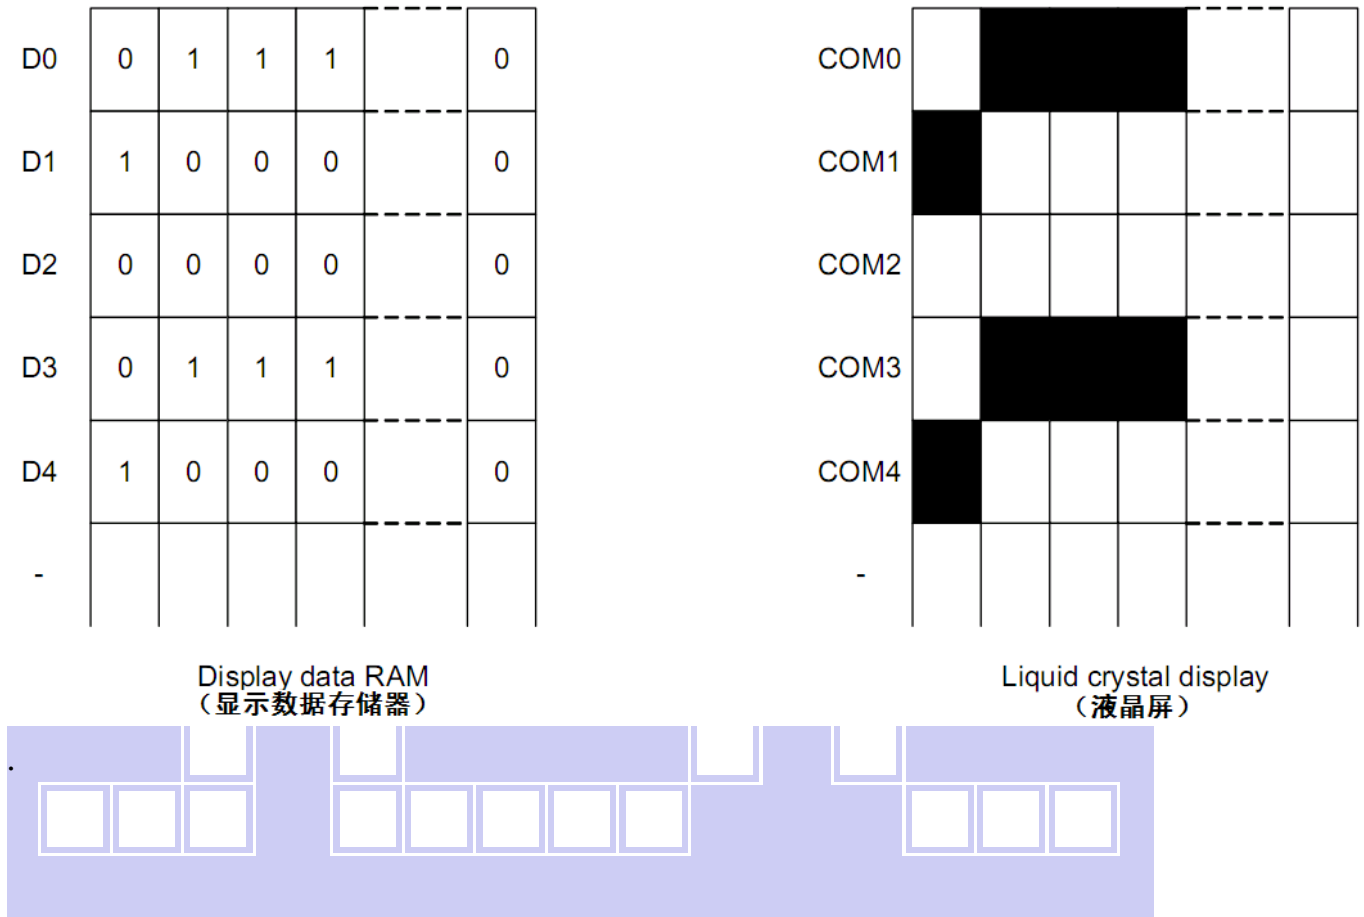 D0 0 1 1 1 0 COM0
D1 1 0 0 0 0 COM1
D2 0 0 0 0 0 COM2
D3 0 1 1 1 0 COM3
D4 1 0 0 0 0 COM4
- -
Display data RAM Liquid crystal display
（显示数据存储器） （液晶屏）
.